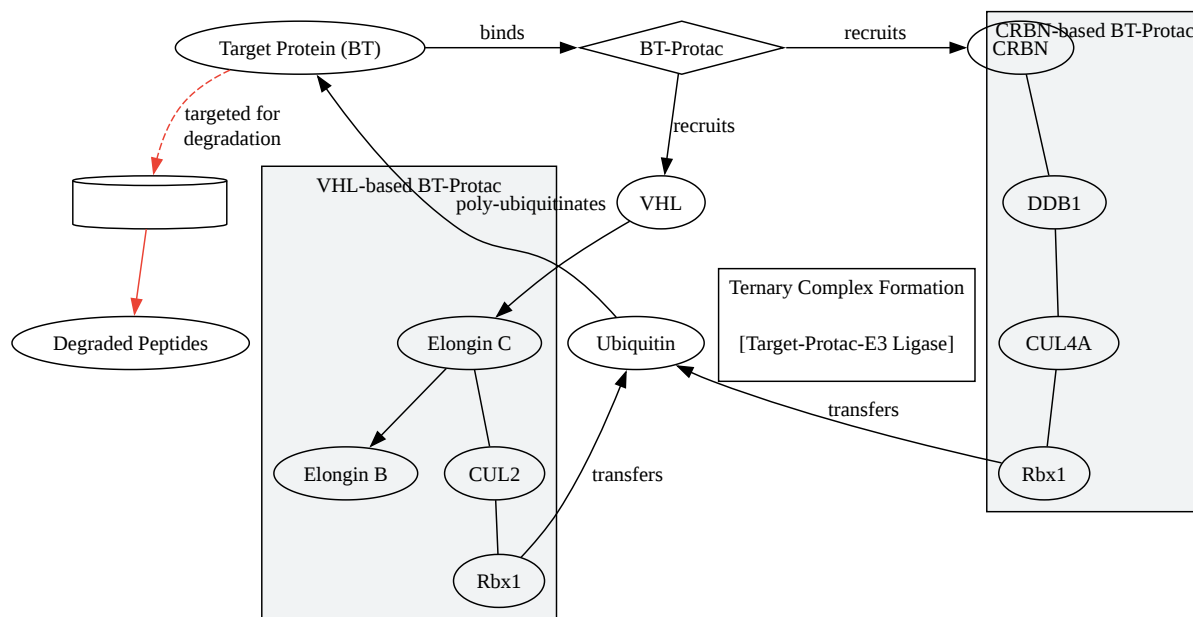 Target Protein (BT)
binds
BT-Protac
recruits
CRBN-based BT-Protac
CRBN
targeted for
degradation
recruits
VHL-based BT-Protac
poly-ubiquitinates
VHL
DDB1
Ternary Complex Formation
[Target-Protac-E3 Ligase]
Degraded Peptides
Elongin C
Ubiquitin
CUL4A
transfers
Elongin B
CUL2
transfers
Rbx1
Rbx1